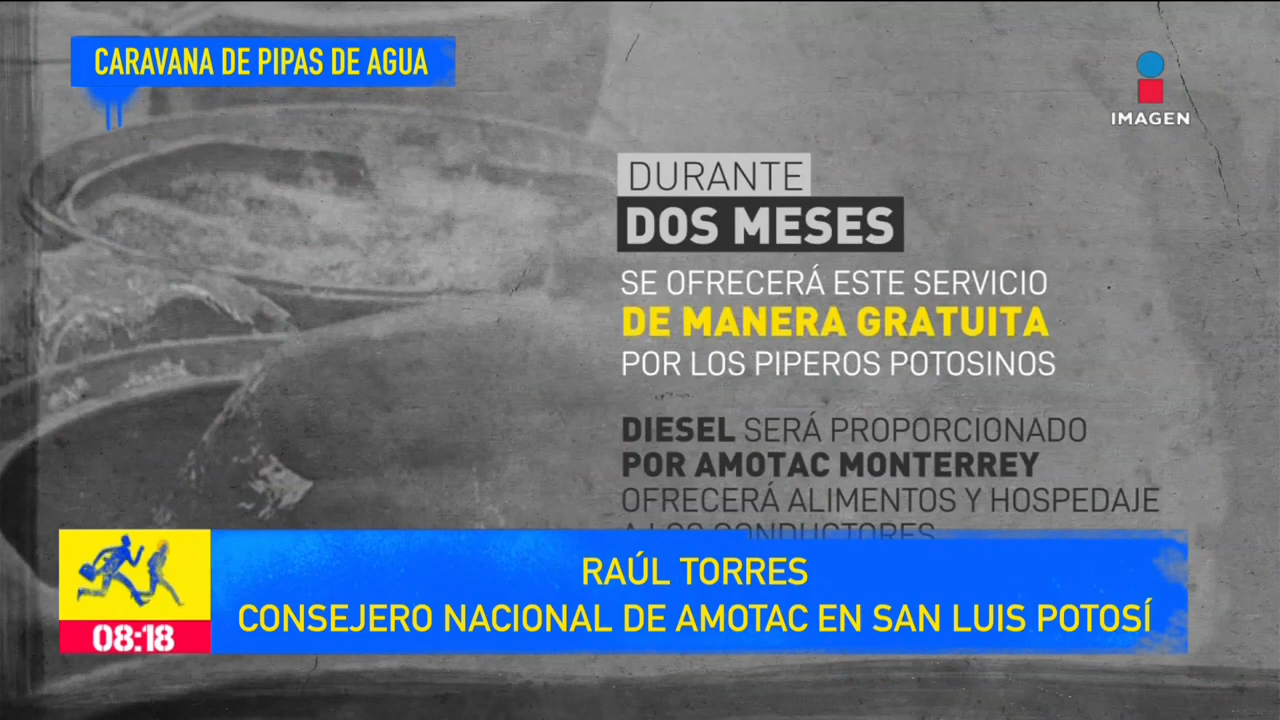 CARAVANA DE PIPAS DE AGUA
IMAGEN
DURANTE
DOS MESES
SE OFRECERÁ ESTE SERVICIO
DE MANERA GRATUITA
POR LOS PIPEROS POTOSINOS
DIESEL SERÁ PROPORCIONADO
POR AMOTAC MONTERREY
OFRECERÁ ALIMENTOS Y HOSPEDAJE
A LOS CONDUCTORES
RAÚL TORRES
CONSEJERO NACIONAL DE AMOTAC EN SAN LUIS POTOSÍ
08:18